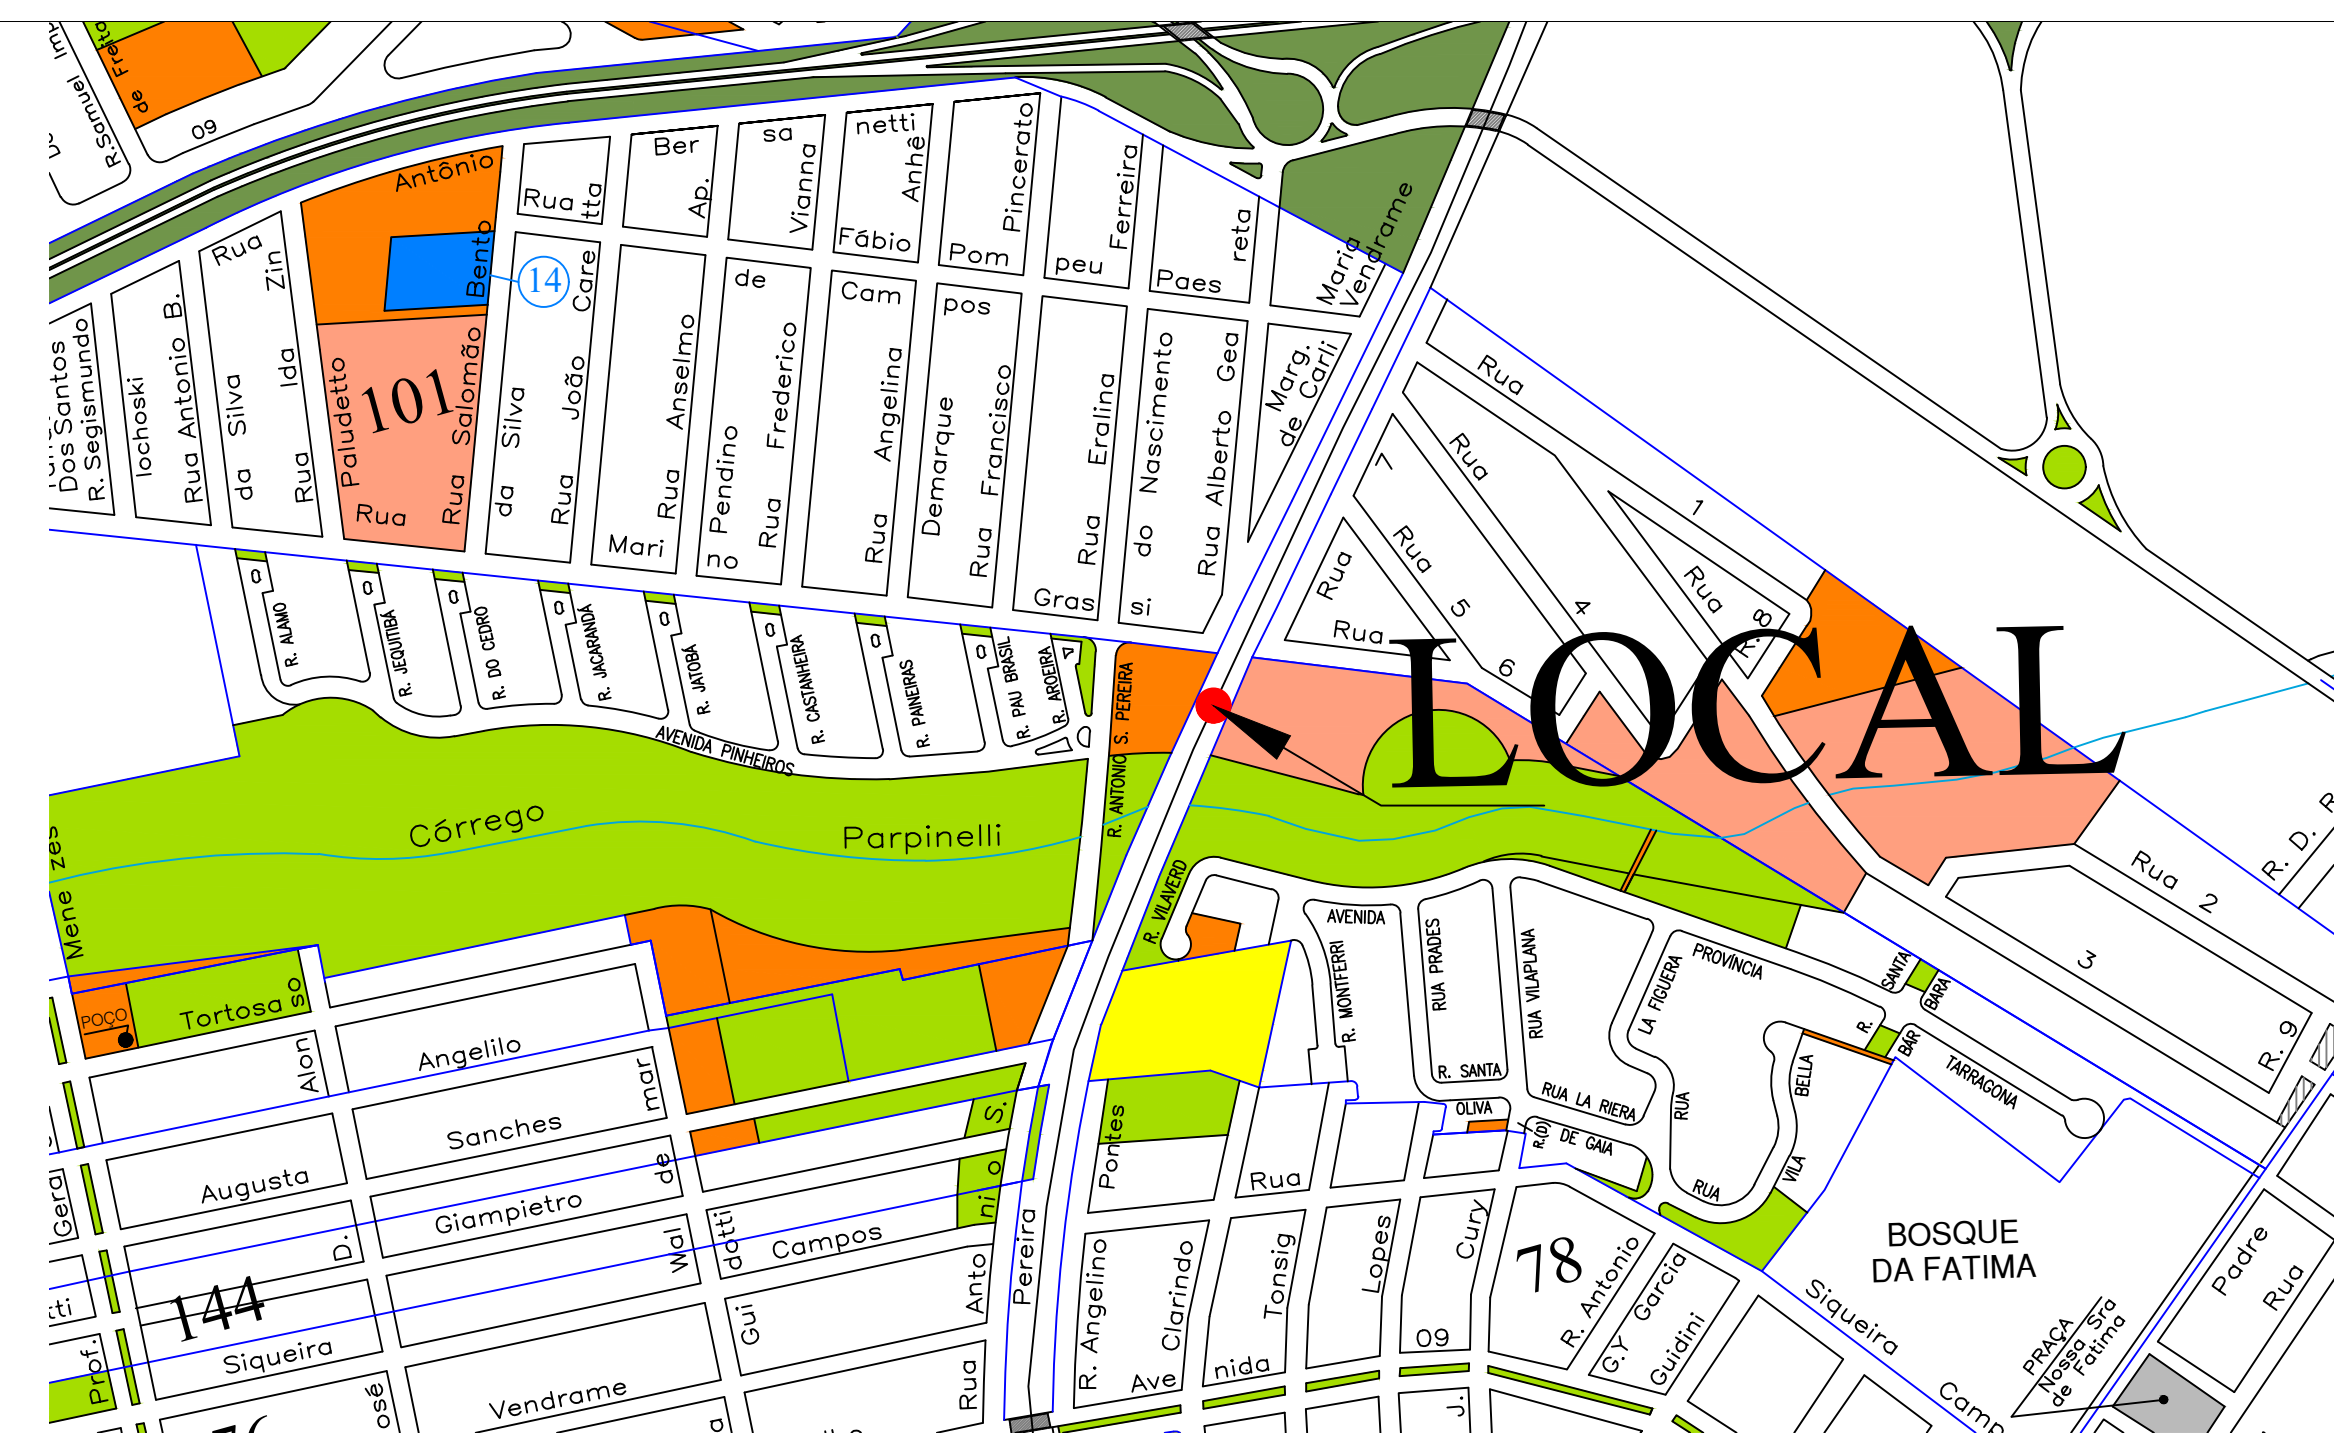 de Freitas
R.Samuel
09
Antônio
Bento
14
Rua
tta
Ber
Ap.
sa
Vianna
netti
Anhê
Fábio
Pincerato
Pom
Ferreira
peu
reta
Paes
Maria
Vendrame
Rua
Zin
Ida
Rua
da Silva
Rua Antonio B.
Iochoski
Dos Santos
R. Segismundo
Paludetto
101
Rua Salomão
Rua
da Silva
Rua João Care
Rua Anselmo
Mari
de
Pendino
Rua Frederico
no
Cam
Rua Angelina
pos
Demarque
Rua Francisco
Rua Eralina
Gras
do Nascimento
Rua Alberto Gea
si
Marg.
de Carli
Rua
1
Rua
4
7
Rua
5
Rua
Rua
6
Rua
8
R.
LOCAL
R. ALAMO
R. JEQUITIBÁ
R. DO CEDRO
R. JACARANDÁ
R. JATOBÁ
R. CASTANHEIRA
R. PAINEIRAS
R. PAU BRASIL
R. AROEIRA
AVENIDA PINHEIROS
R. ANTONIO S. PEREIRA
Córrego
Parpinelli
Mene zes
R. VILAVERD
AVENIDA
R. MONTFERRI
RUA PRADES
RUA VILAPLANA
LA FIGUERA
PROVÍNCIA
SANTA
BARA
R.
BÁR
TARRAGONA
R. SANTA
OLIVA
RUA LA RIERA
R.(D)
DE GAIA
RUA
RUA
VILA
BELLA
Rua
2
3
R. 9
R. D.
POÇO
Tortosa
so
Alon
Angelilo
Sanches
mar
de
Wal
Augusta
D.
Giampietro
dotti
Campos
Gui
S.
o
ni
Anto
Rua
Pereira
Pontes
Rua
R. Angelino
Clarindo
Tonsig
Lopes
Cury
78
R. Antonio
G.Y Garcia
Guidini
09
Ave
nida
J.
Geral
tti
144
Prof.
Siqueira
osé
Vendrame
BOSQUE
DA FATIMA
Siqueira
Camp
PRAÇA
Nossa Sra
de Fatima
Padre
Rua